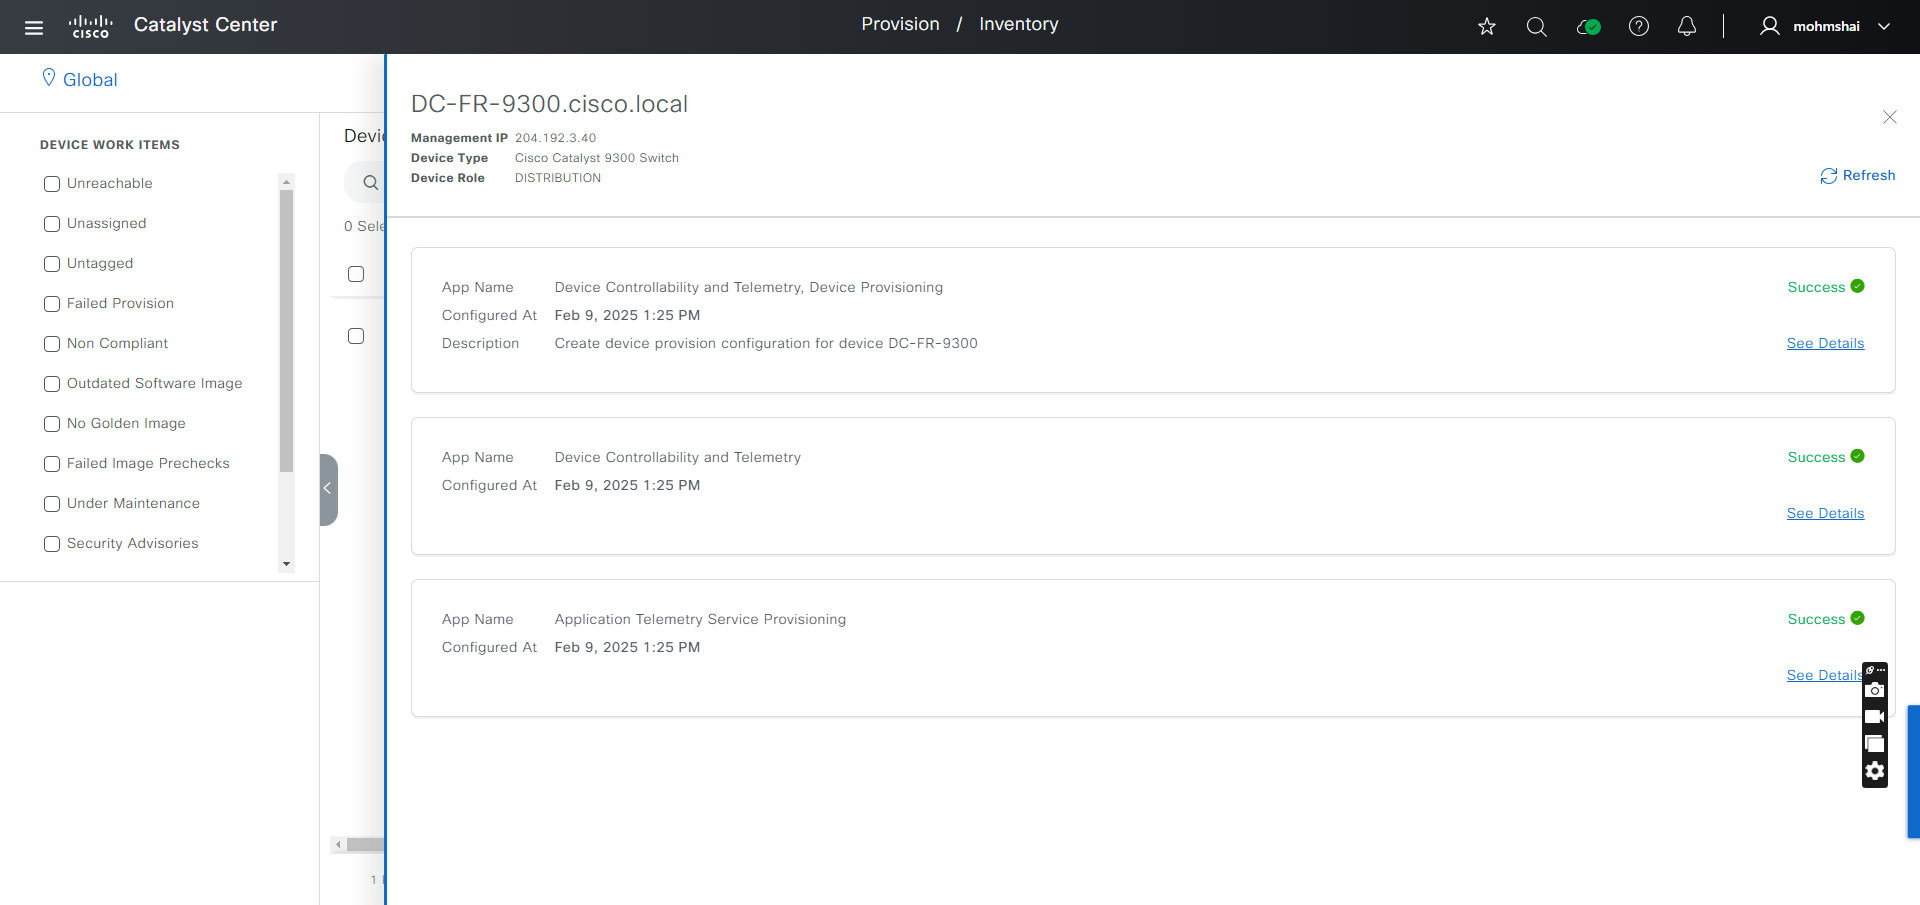 cisco
Catalyst Center
Provision / Inventory
mohmshai
Global
DEVICE WORK ITEMS
Unreachable
Unassigned
Untagged
Failed Provision
Non Compliant
Outdated Software Image
No Golden Image
Failed Image Prechecks
Under Maintenance
Security Advisories
0
1
DC-FR-9300.cisco.local
Management IP 204.192.3.40
Device Type Cisco Catalyst 9300 Switch
Device Role DISTRIBUTION
Refresh
App Name Device Controllability and Telemetry, Device Provisioning Success
Configured At Feb 9, 2025 1:25 PM
Description Create device provision configuration for device DC-FR-9300 See Details
App Name Device Controllability and Telemetry Success
Configured At Feb 9, 2025 1:25 PM
See Details
App Name Application Telemetry Service Provisioning Success
Configured At Feb 9, 2025 1:25 PM
See Details